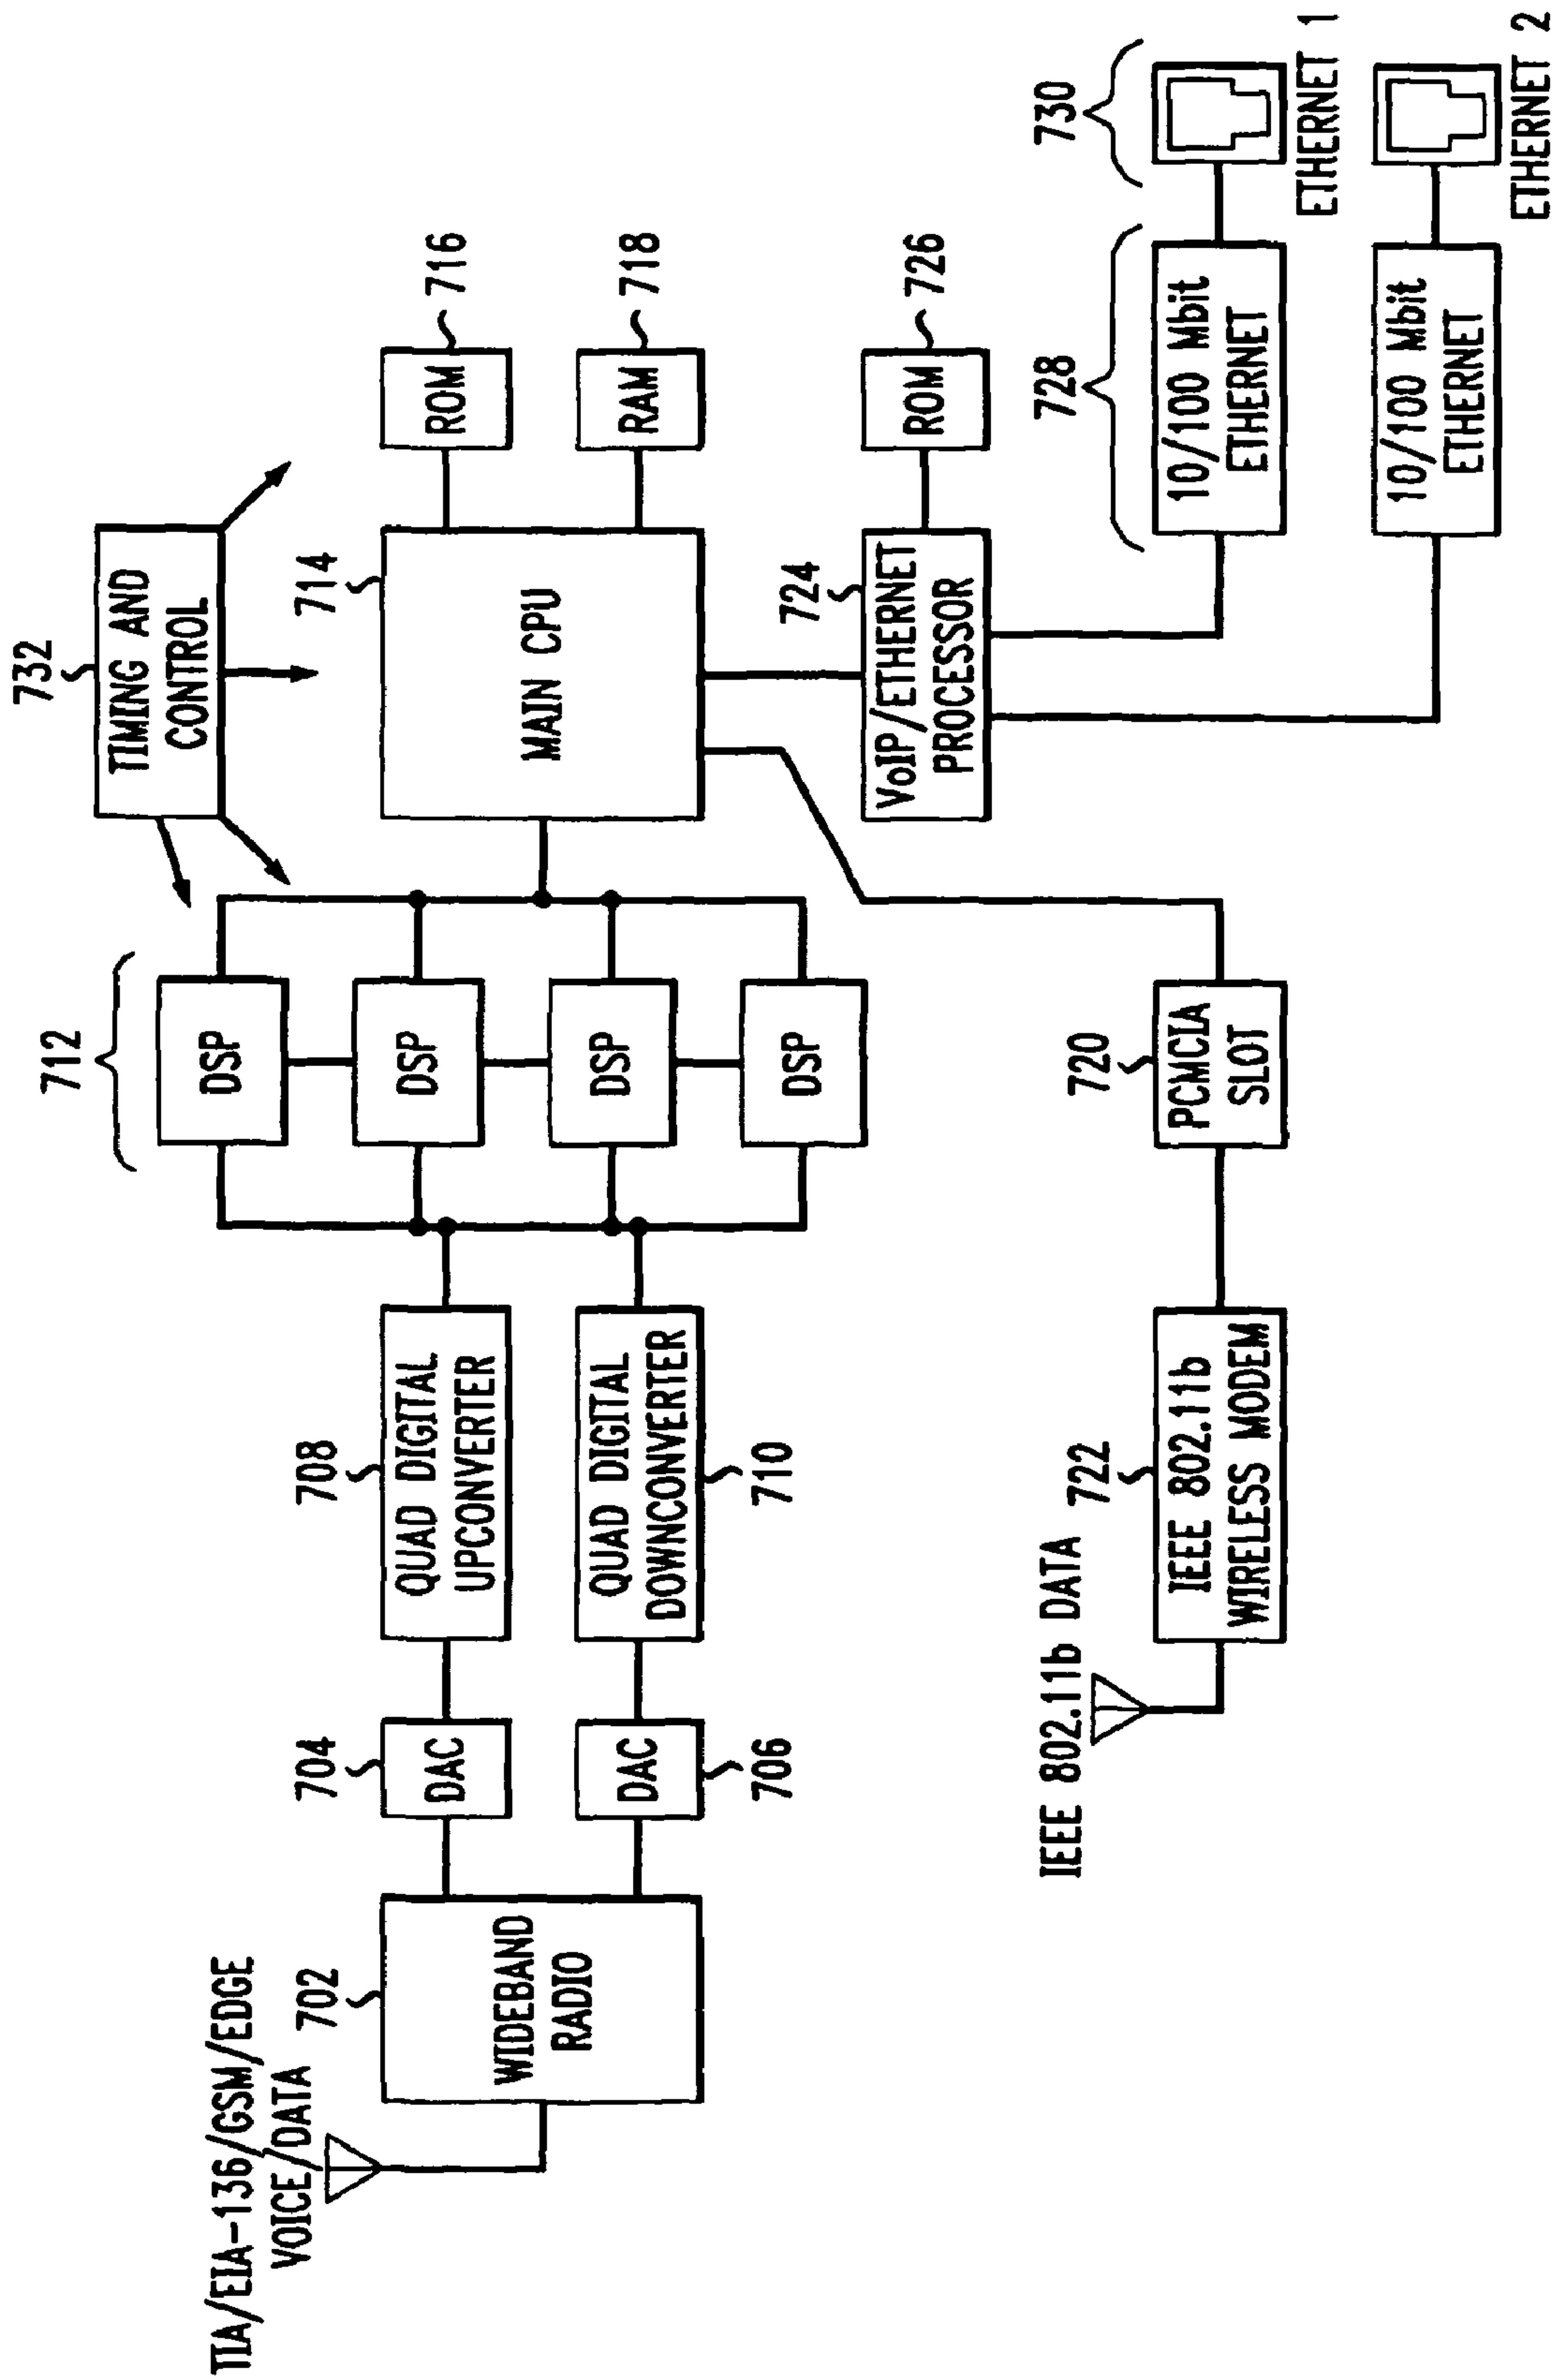 732
TIMING AND
CONTROL
712
DSP
DSP
DSP
DSP
714
MAIN CPU
ROM
716
RAM
718
TIA/EIA-136/GSM/EDGE
VOICE/DATA
702
WIDEBAND
RADIO
704
DAC
DAC
706
708
QUAD DIGITAL
UPCONVERTER
QUAD DIGITAL
DOWNCONVERTER
710
724
VoIP/ETHERNET
PROCESSOR
ROM
726
IEEE 802.11b DATA
722
IEEE 802.11b
WIRELESS MODEM
720
PCMCIA
SLOT
728
10/100 Mbit
ETHERNET
730
ETHERNET 1
10/100 Mbit
ETHERNET
ETHERNET 2